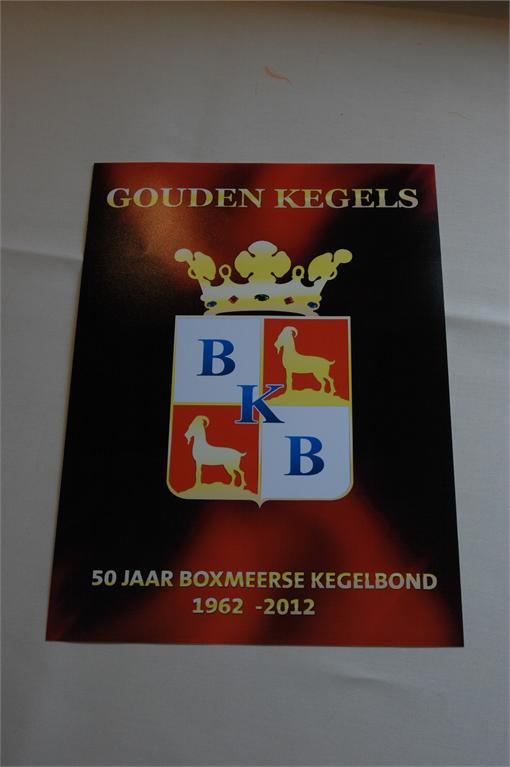 GOUDEN KEGELS
B
K
B
50 JAAR BOXMEERSE KEGELBOND
1962 -2012